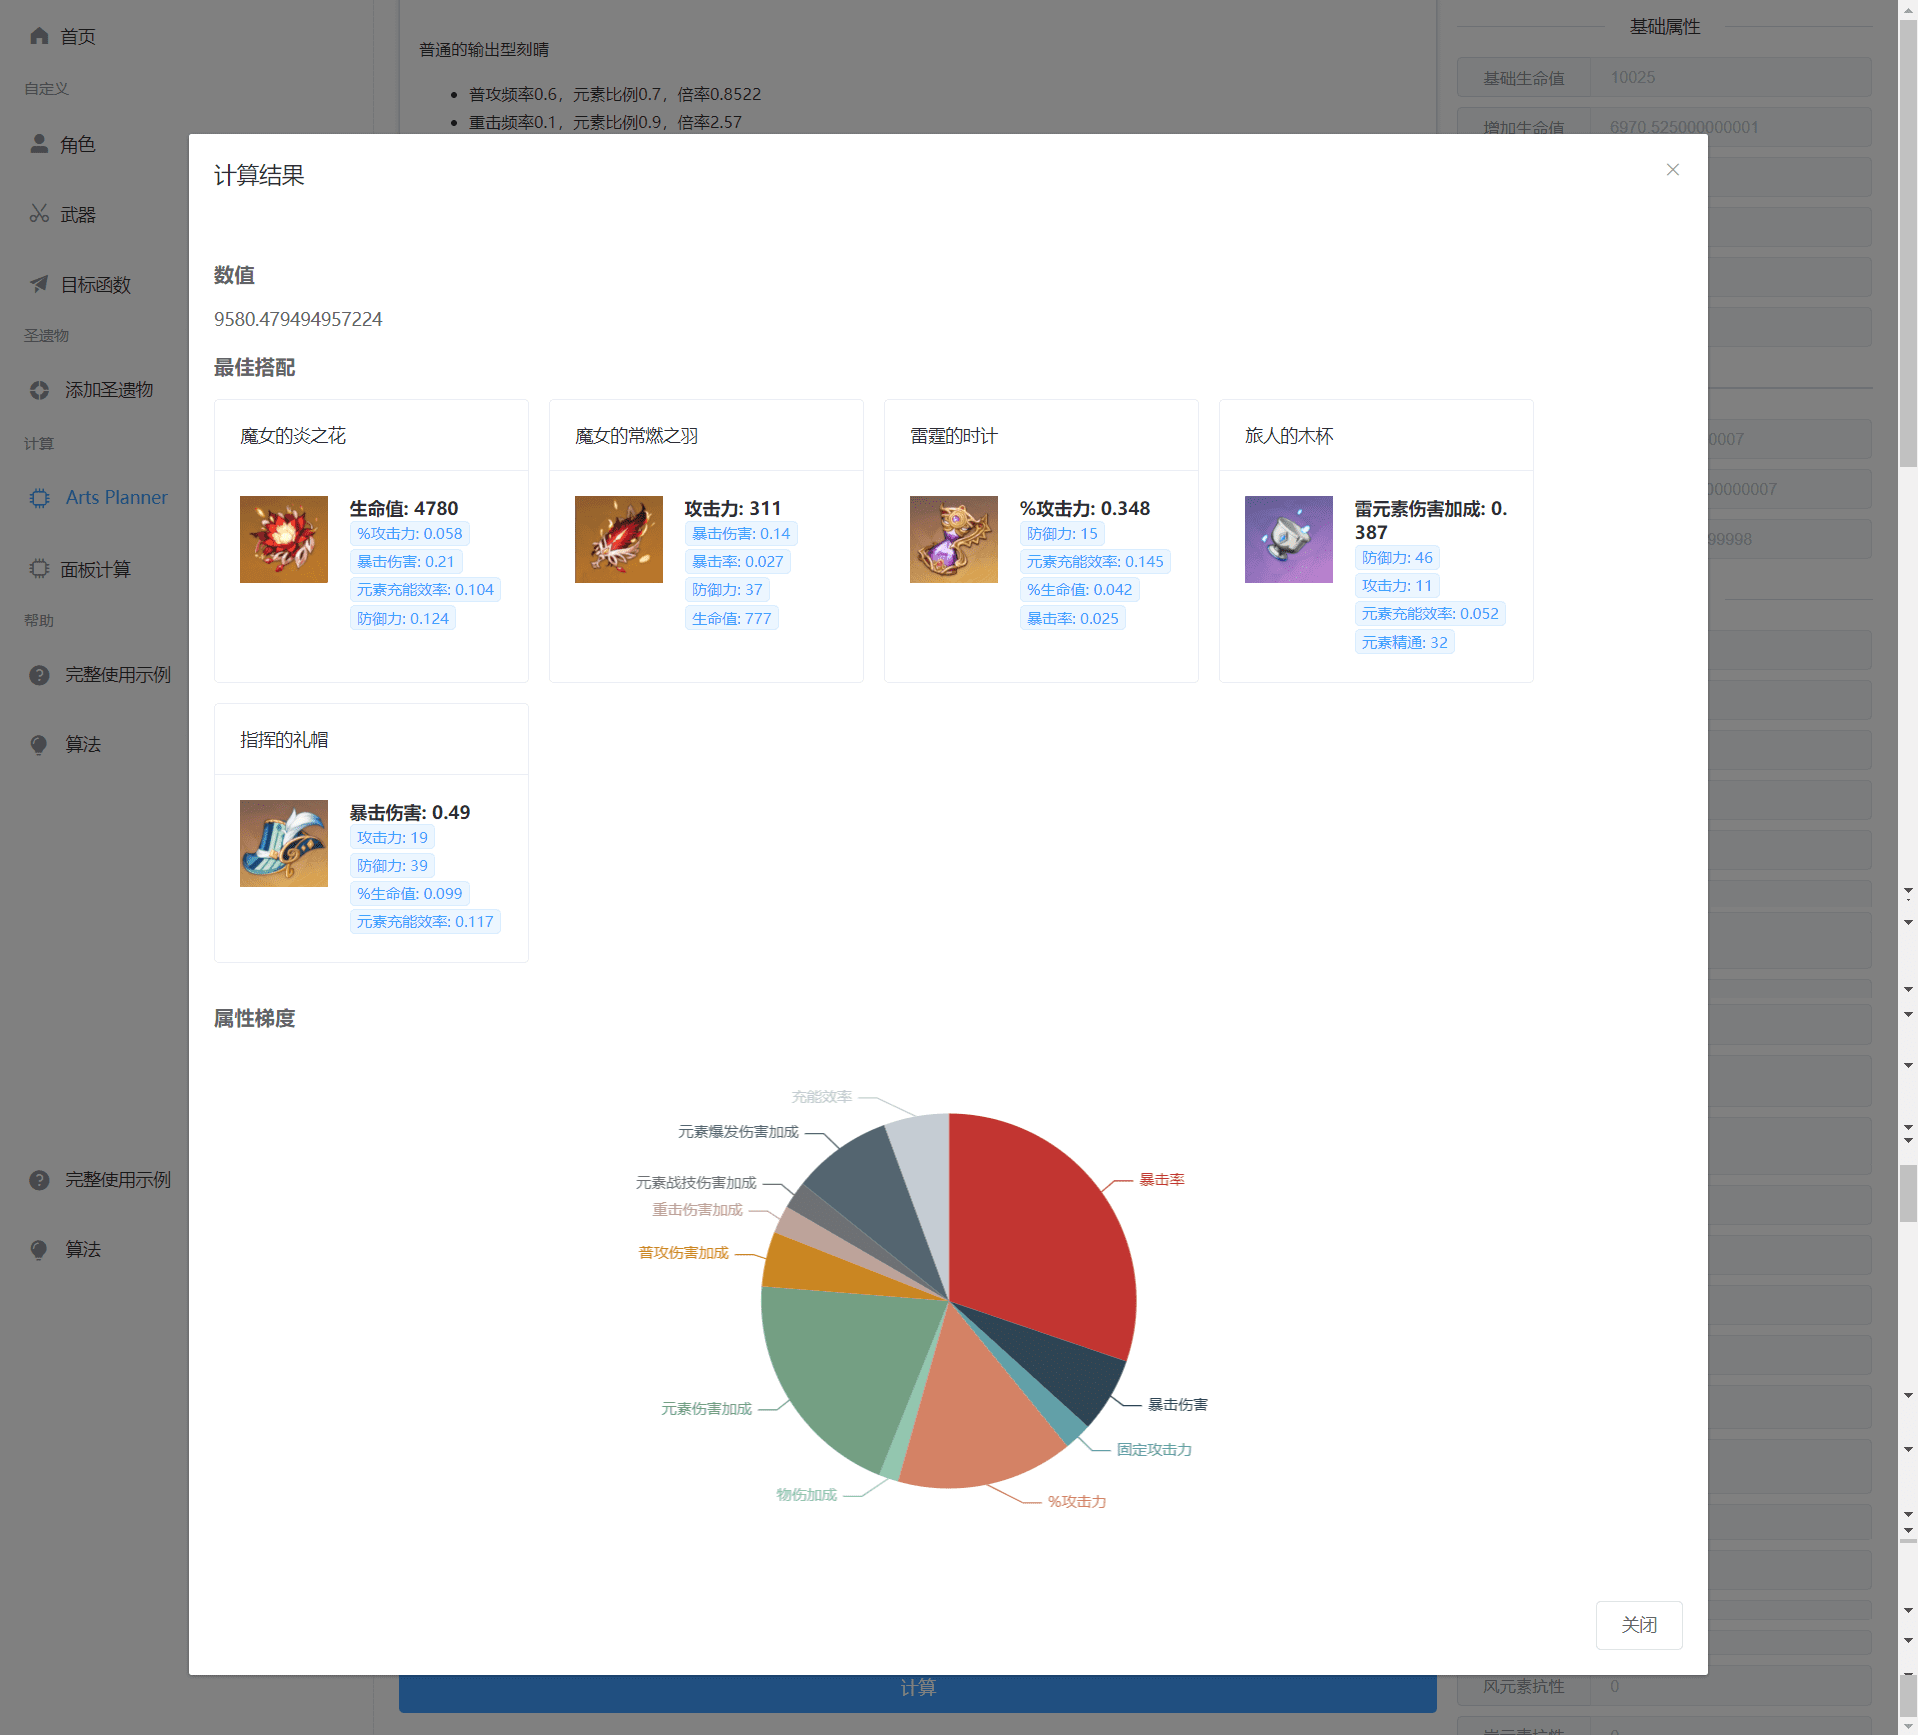 首页
自定义
角色
武器
目标函数
圣遗物
添加圣遗物
计算
Arts Planner
面板计算
帮助
完整使用示例
算法
完整使用示例
算法
普通的输出型刻晴
普攻频率0.6，元素比例0.7，倍率0.8522
重击频率0.1，元素比例0.9，倍率2.57
基础属性
基础生命值 10025
增加生命值 6970.525000000001
0007
00000007
99998
计算结果
数值
9580.479494957224
最佳搭配
魔女的炎之花
生命值: 4780
%攻击力: 0.058
暴击伤害: 0.21
元素充能效率: 0.104
防御力: 0.124
魔女的常燃之羽
攻击力: 311
暴击伤害: 0.14
暴击率: 0.027
防御力: 37
生命值: 777
雷霆的时计
%攻击力: 0.348
防御力: 15
元素充能效率: 0.145
%生命值: 0.042
暴击率: 0.025
旅人的木杯
雷元素伤害加成: 0.
387
防御力: 46
攻击力: 11
元素充能效率: 0.052
元素精通: 32
指挥的礼帽
暴击伤害: 0.49
攻击力: 19
防御力: 39
%生命值: 0.099
元素充能效率: 0.117
属性梯度
充能效率
元素爆发伤害加成
元素战技伤害加成
重击伤害加成
普攻伤害加成
元素伤害加成
物伤加成
暴击率
暴击伤害
固定攻击力
%攻击力
关闭
计算
风元素抗性 0